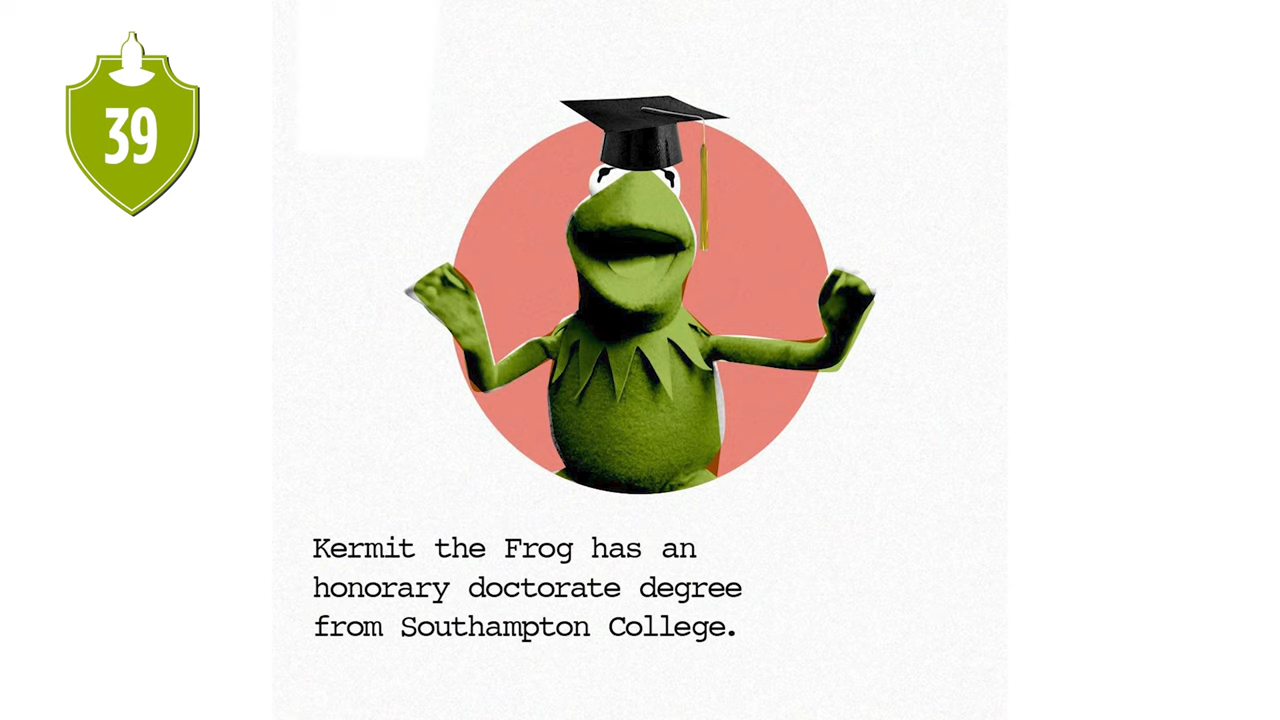 39
Kermit the Frog has an
honorary doctorate degree
from Southampton College.